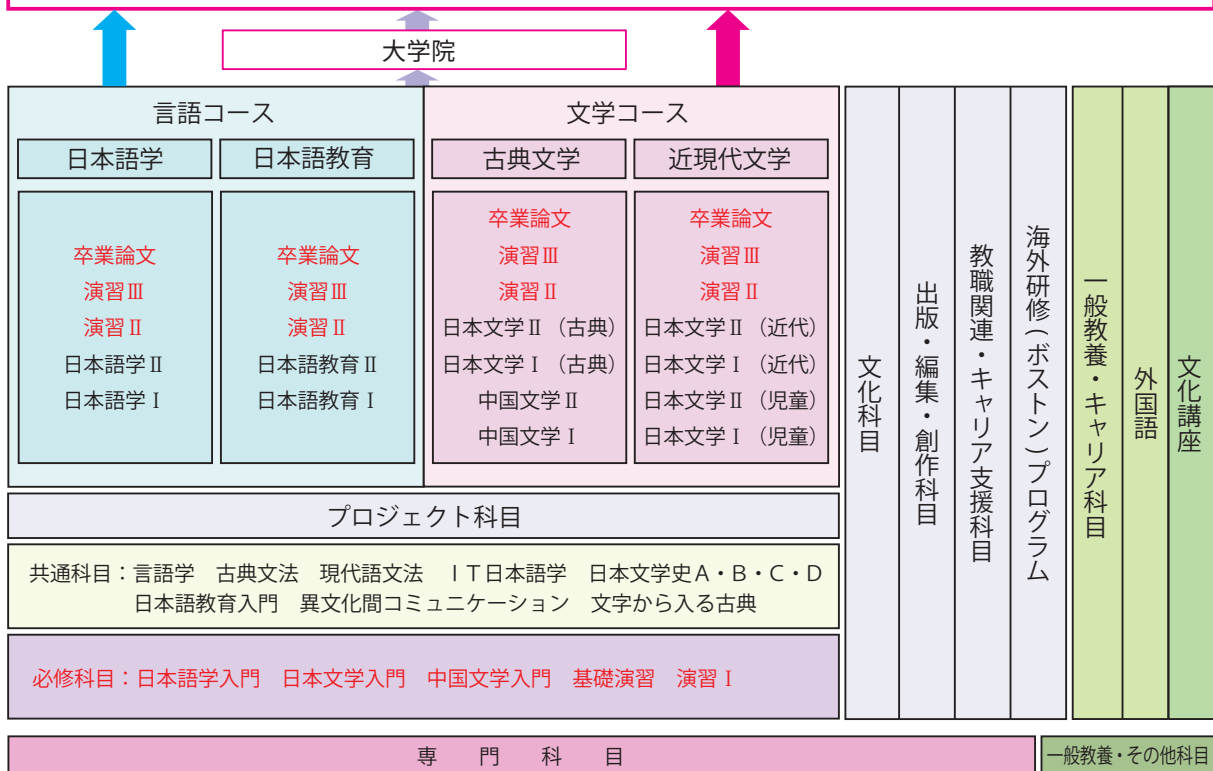 大学院
言語コース
文学コース
日本語学
日本語教育
古典文学
近現代文学
卒業論文
演習Ⅲ
演習Ⅱ
日本語学Ⅱ
日本語学Ⅰ
卒業論文
演習Ⅲ
演習Ⅱ
日本語教育Ⅱ
日本語教育Ⅰ
卒業論文
演習Ⅲ
演習Ⅱ
日本文学Ⅱ（古典）
日本文学Ⅰ（古典）
中国文学Ⅱ
中国文学Ⅰ
卒業論文
演習Ⅲ
演習Ⅱ
日本文学Ⅱ（近代）
日本文学Ⅰ（近代）
日本文学Ⅱ（児童）
日本文学Ⅰ（児童）
プロジェクト科目
共通科目：言語学　古典文法　現代語文法　ＩＴ日本語学　日本文学史Ａ・Ｂ・Ｃ・Ｄ
日本語教育入門　異文化間コミュニケーション　文字から入る古典
必修科目：日本語学入門　日本文学入門　中国文学入門　基礎演習　演習Ⅰ
文化科目
出版・編集・創作科目
教職関連・キャリア支援科目
海外研修（ボストン）プログラム
一般教養・キャリア科目
外国語
文化講座
専　門　科　目
一般教養・その他科目